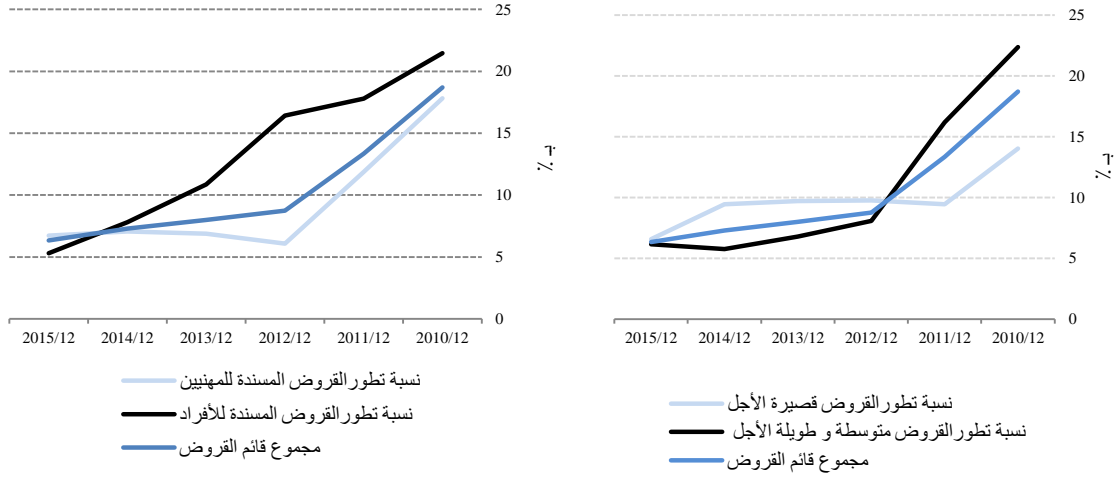 25
20
15
10
5
0
بـ %
2010/12 2011/12 2012/12 2013/12 2014/12 2015/12
نسبة تطور القروض قصيرة الأجل
نسبة تطور القروض متوسطة و طويلة الأجل
مجموع قائم القروض
25
20
15
10
5
0
بـ %
2010/12 2011/12 2012/12 2013/12 2014/12 2015/12
نسبة تطور القروض المسندة للمهنيين
نسبة تطور القروض المسندة للأفراد
مجموع قائم القروض